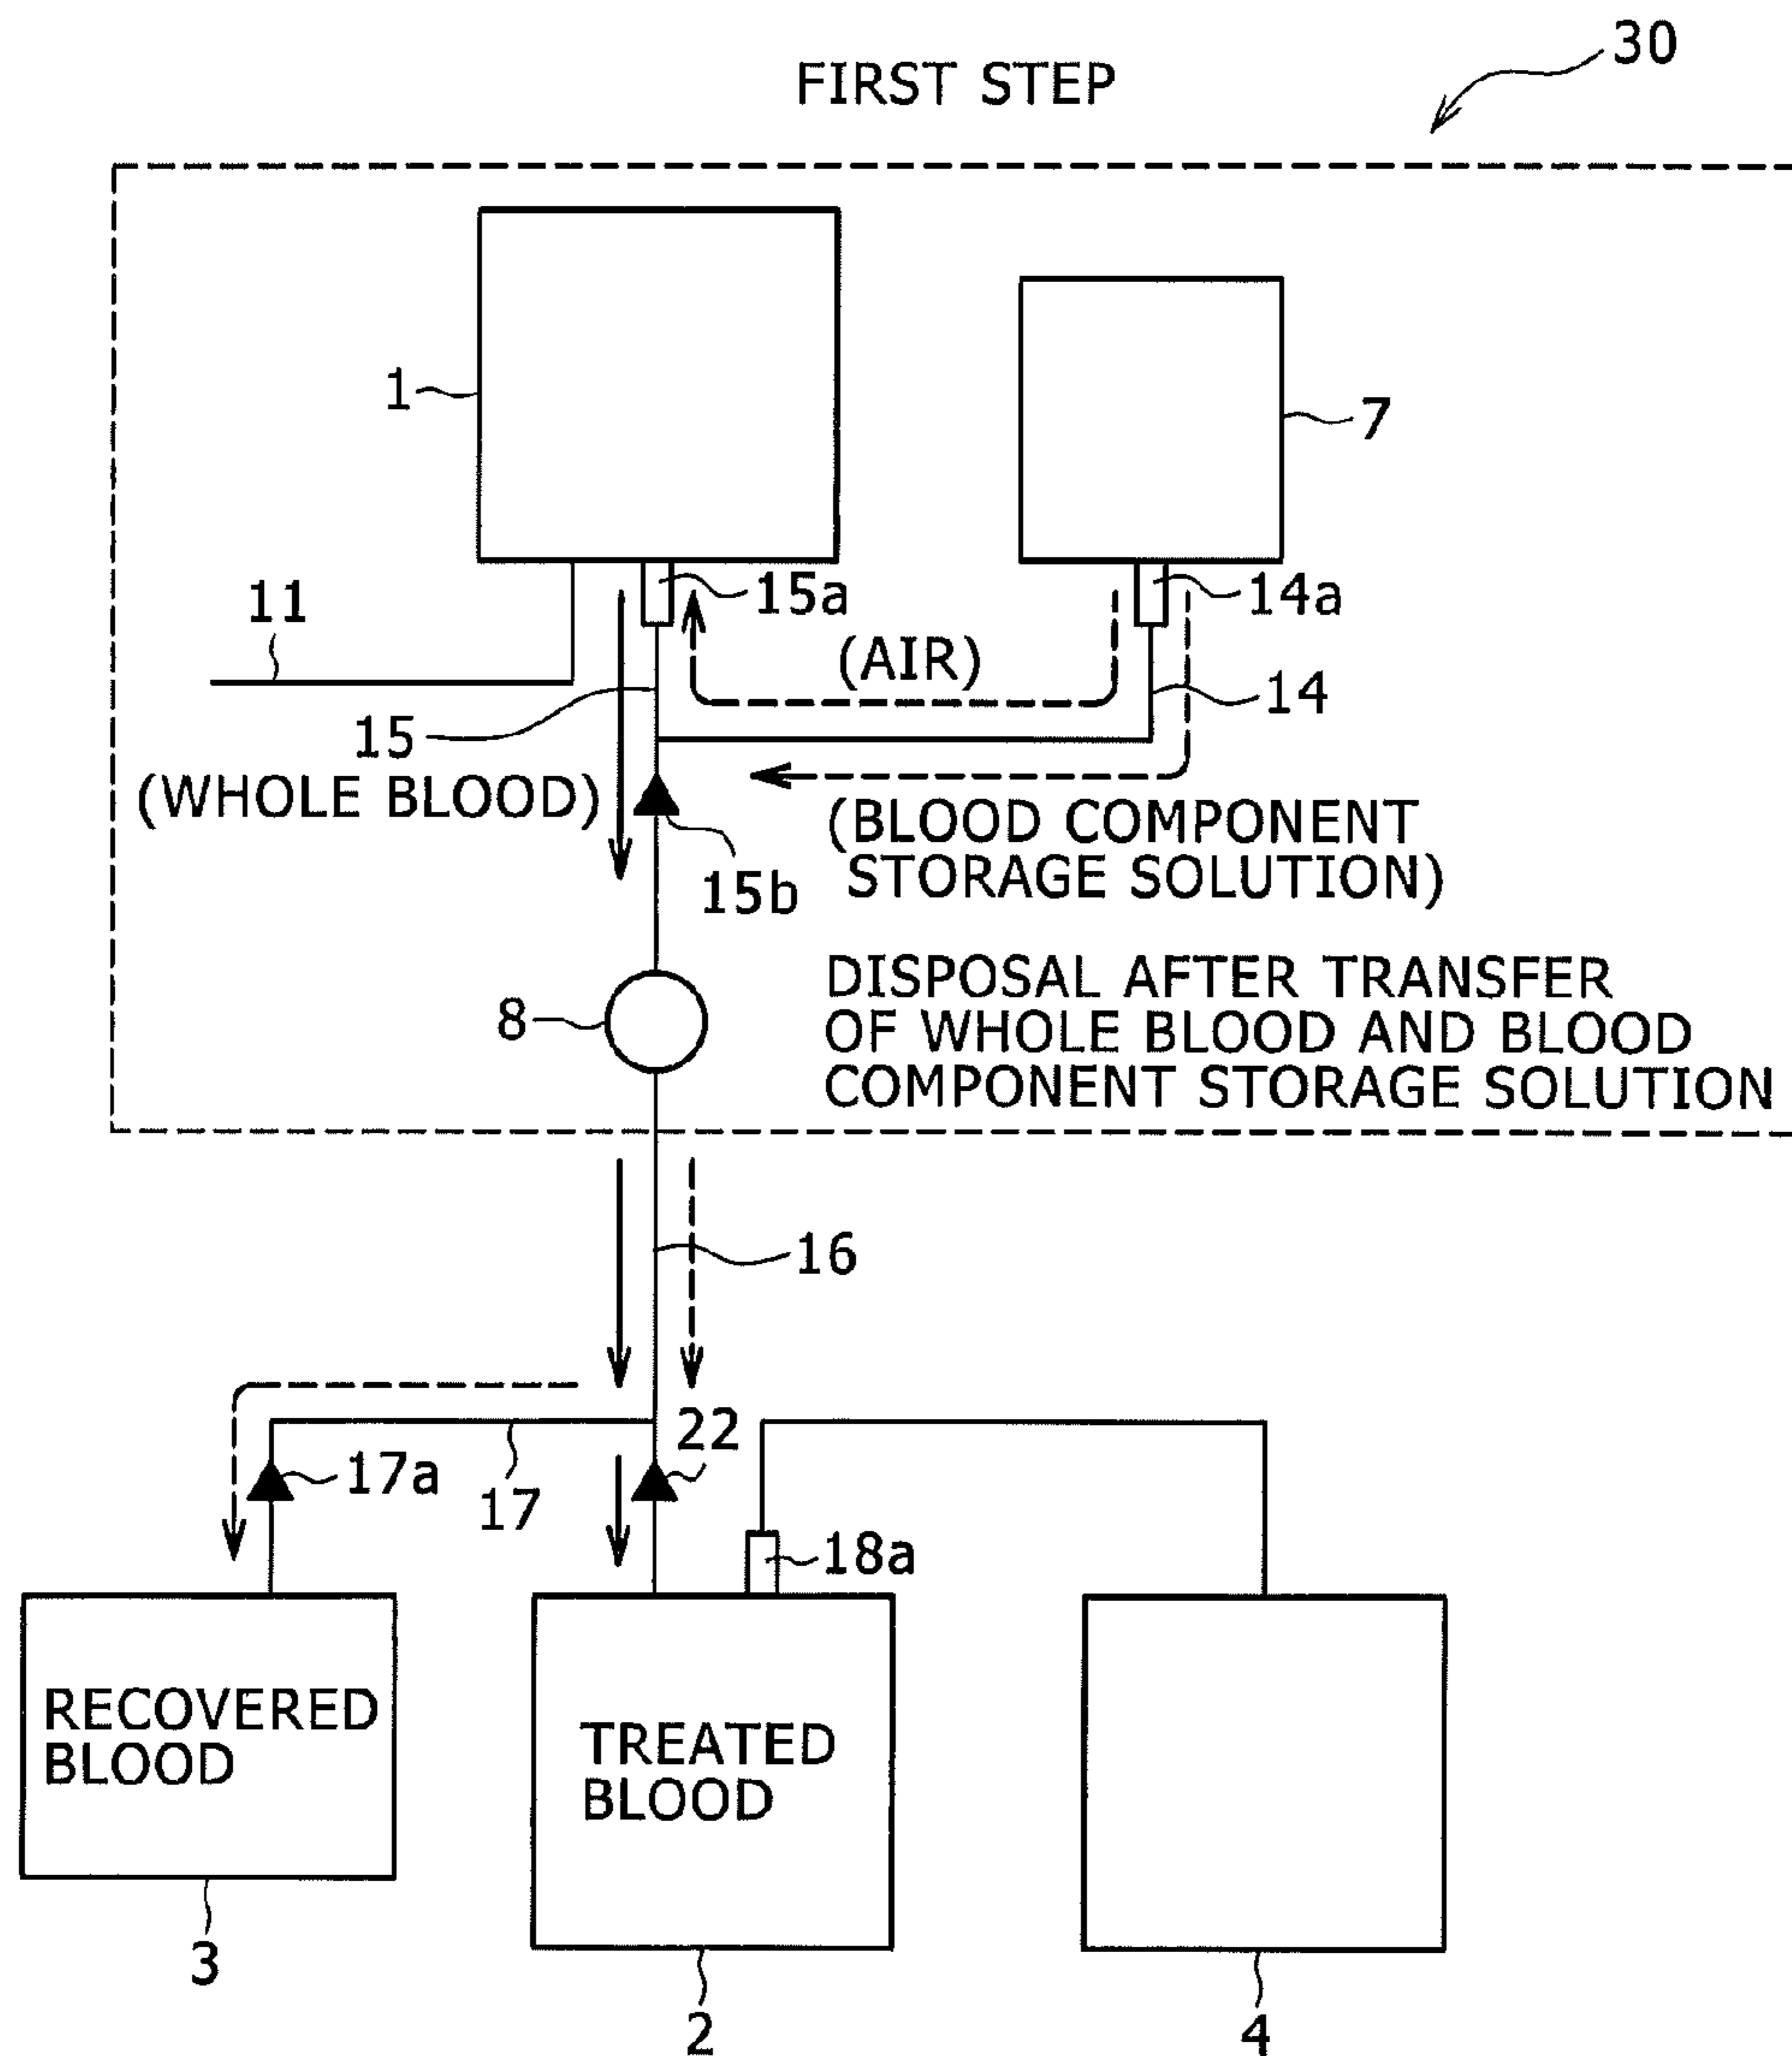 30
FIRST STEP
1
7
15a
14a
11
(AIR)
14
15
(WHOLE BLOOD)
(BLOOD COMPONENT
STORAGE SOLUTION)
15b
DISPOSAL AFTER TRANSFER
OF WHOLE BLOOD AND BLOOD
COMPONENT STORAGE SOLUTION
8
16
22
17a
17
18a
RECOVERED
BLOOD
TREATED
BLOOD
3
2
4